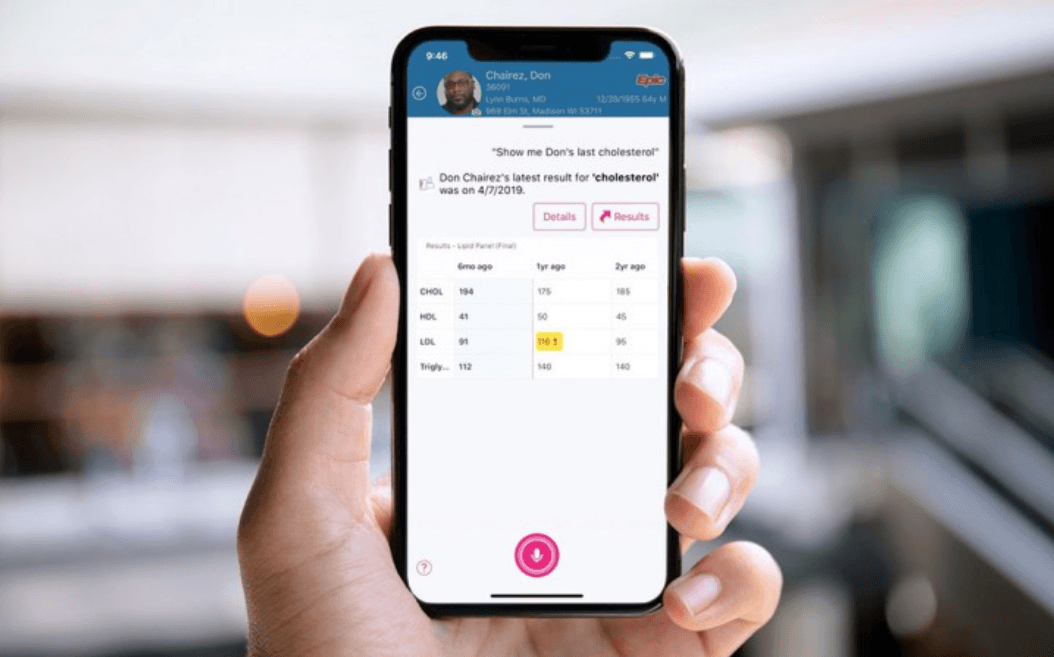 9:46
Chairez, Don
36091
Epic
Lynn Burns, MD 12/28/1955 64y M
969 Elm St, Madison WI 53711
"Show me Don's last cholesterol"
Don Chairez's latest result for 'cholesterol'
was on 4/7/2019.
Details Results
Results - Lipid Panel (Final)
6mo ago 1yr ago 2yr ago
CHOL 194 175 185
HDL 41 50 45
LDL 91 116 ! 95
Trigly... 112 140 140
?